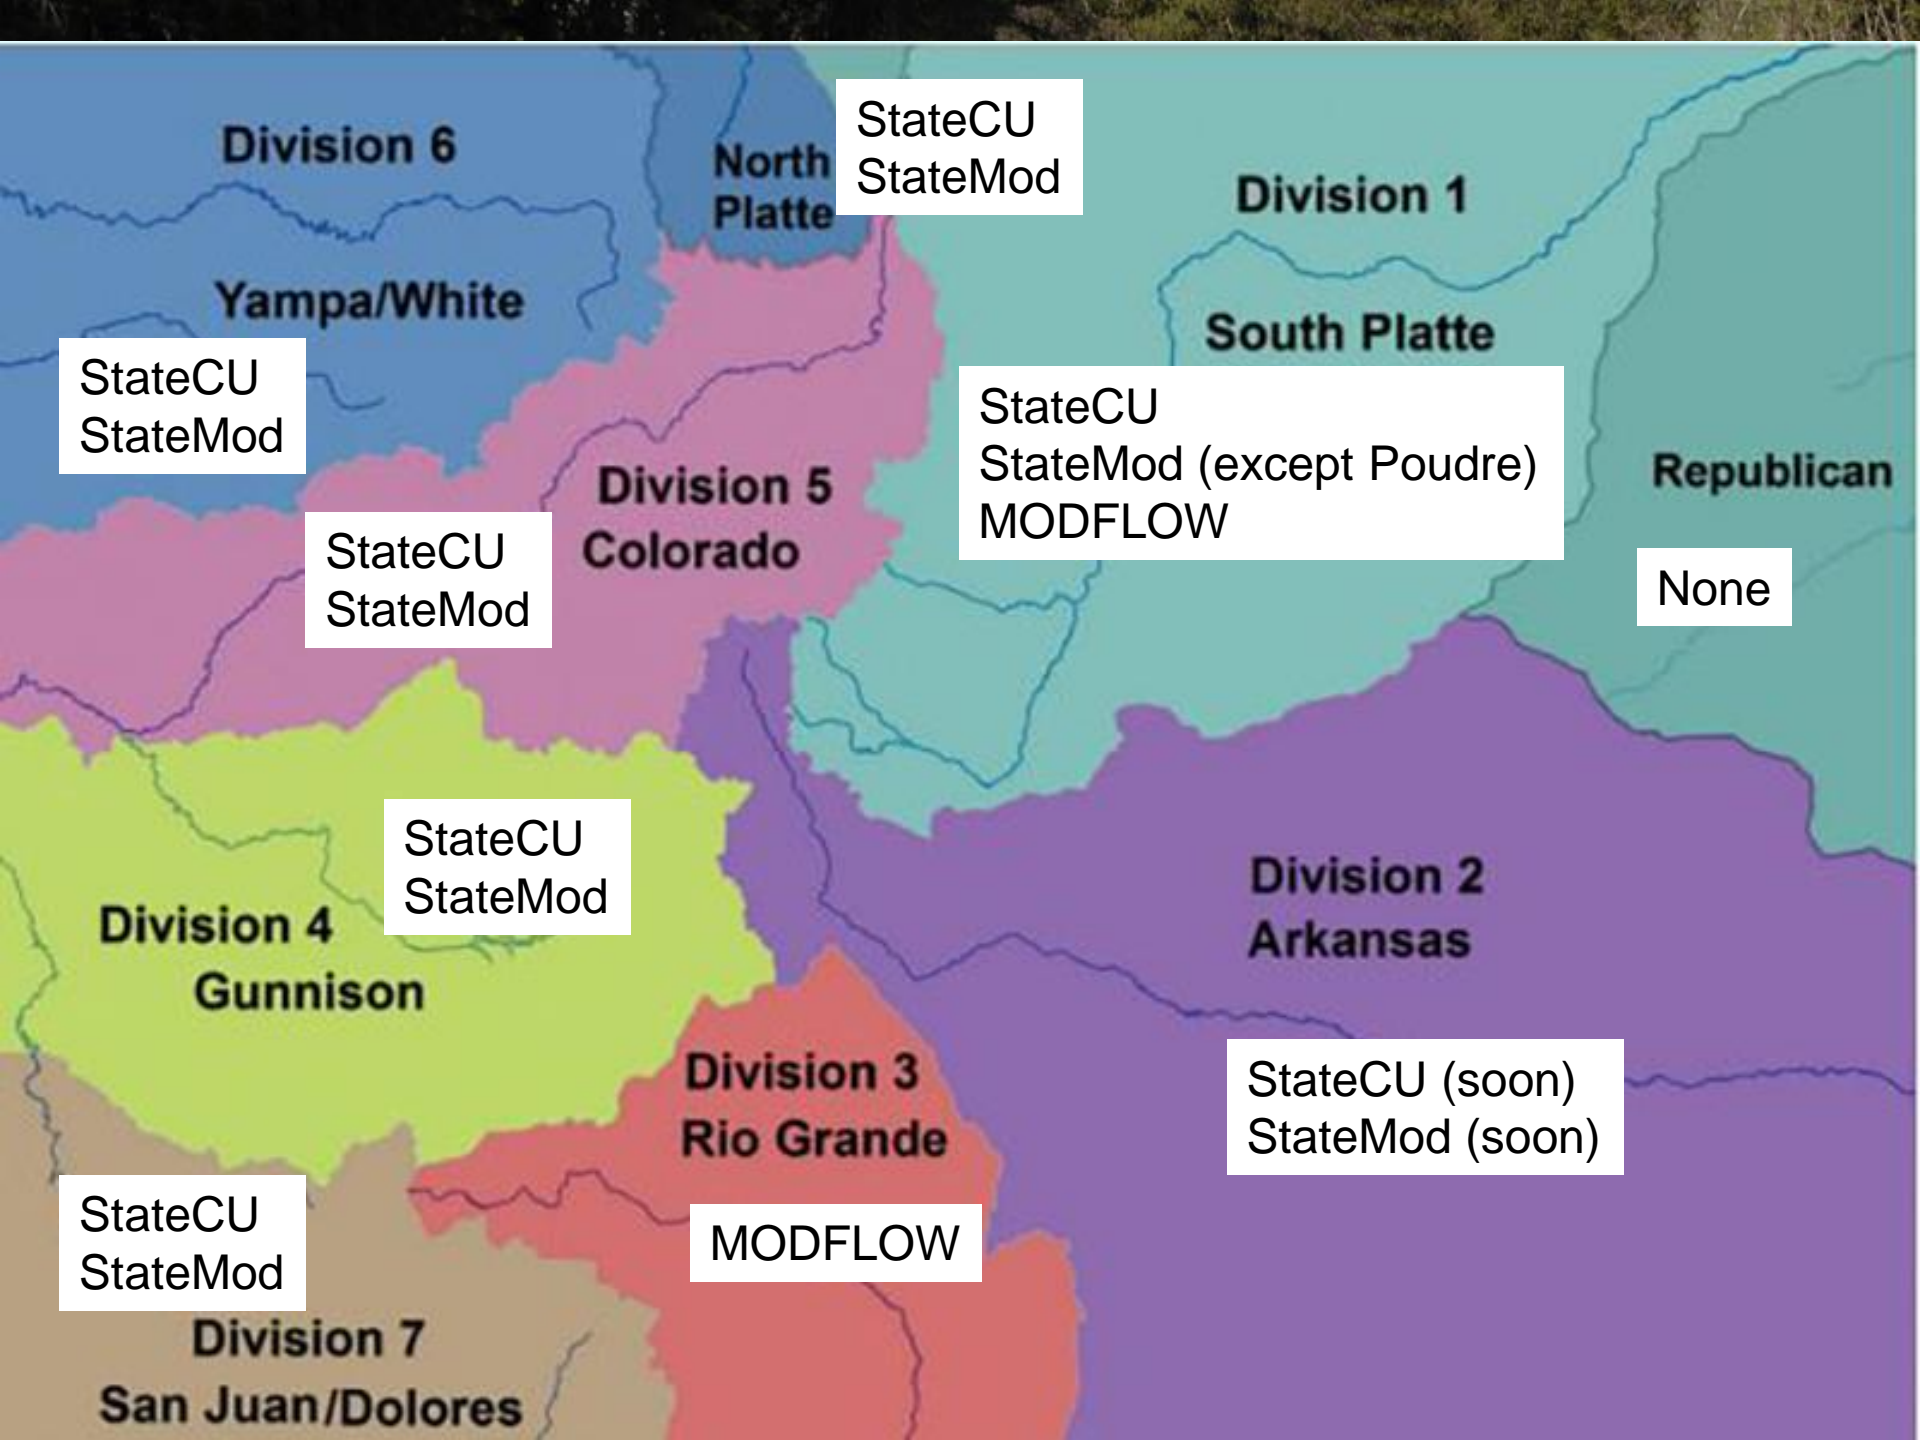 Division 6
Yampa/White
StateCU
StateMod
North
Platte
StateCU
StateMod
Division 1
South Platte
StateCU
StateMod (except Poudre)
MODFLOW
Republican
None
Division 5
Colorado
StateCU
StateMod
StateCU
StateMod
Division 4
Gunnison
Division 2
Arkansas
StateCU (soon)
StateMod (soon)
Division 3
Rio Grande
MODFLOW
StateCU
StateMod
Division 7
San Juan/Dolores